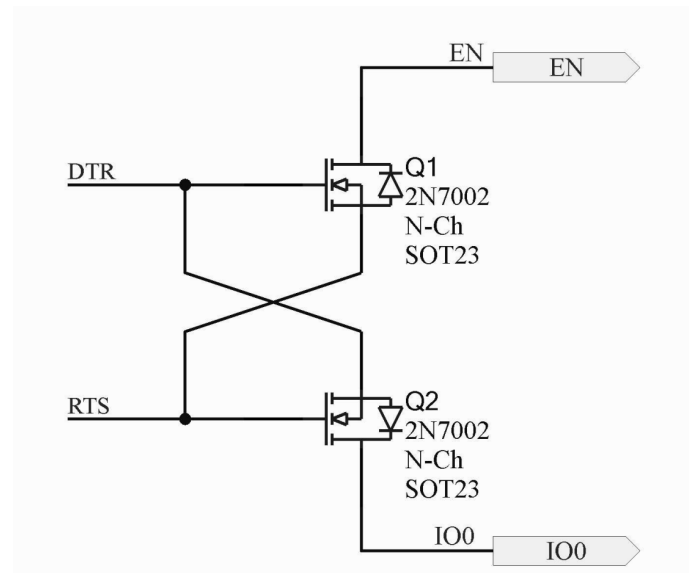 EN
EN
DTR
Q1
2N7002
N-Ch
SOT23
RTS
Q2
2N7002
N-Ch
SOT23
IO0
IO0